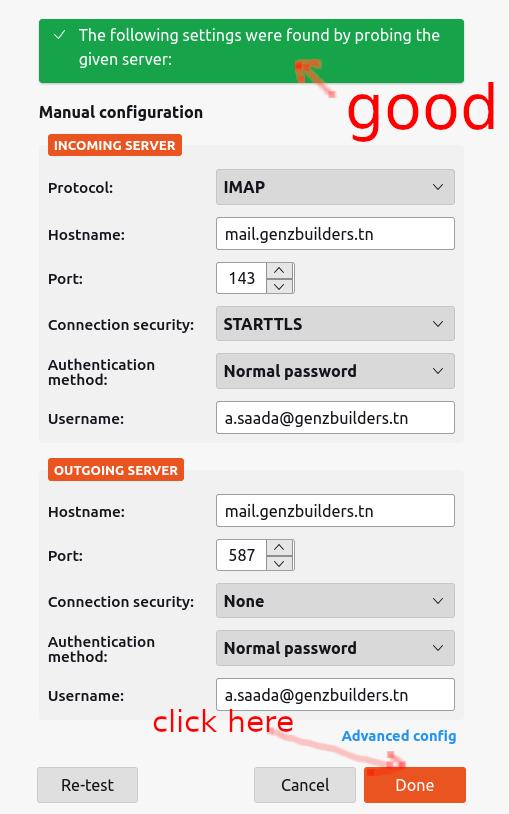 The following settings were found by probing the
given server:
good
Manual configuration
INCOMING SERVER
Protocol: IMAP
Hostname: mail.genzbuilders.tn
Port: 143
Connection security: STARTTLS
Authentication
method: Normal password
Username: a.saada@genzbuilders.tn
OUTGOING SERVER
Hostname: mail.genzbuilders.tn
Port: 587
Connection security: None
Authentication
method: Normal password
Username: a.saada@genzbuilders.tn
click here
Advanced config
Re-test Cancel Done